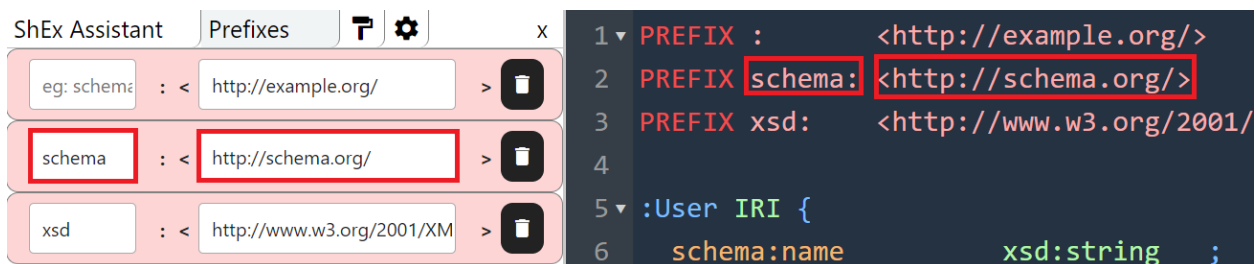 ShEx Assistant Prefixes x
eg: schema : < http://example.org/ >
schema : < http://schema.org/ >
xsd : < http://www.w3.org/2001/XM >
1 PREFIX : <http://example.org/>
2 PREFIX schema: <http://schema.org/>
3 PREFIX xsd: <http://www.w3.org/2001/
4
5 :User IRI {
6 schema:name xsd:string ;